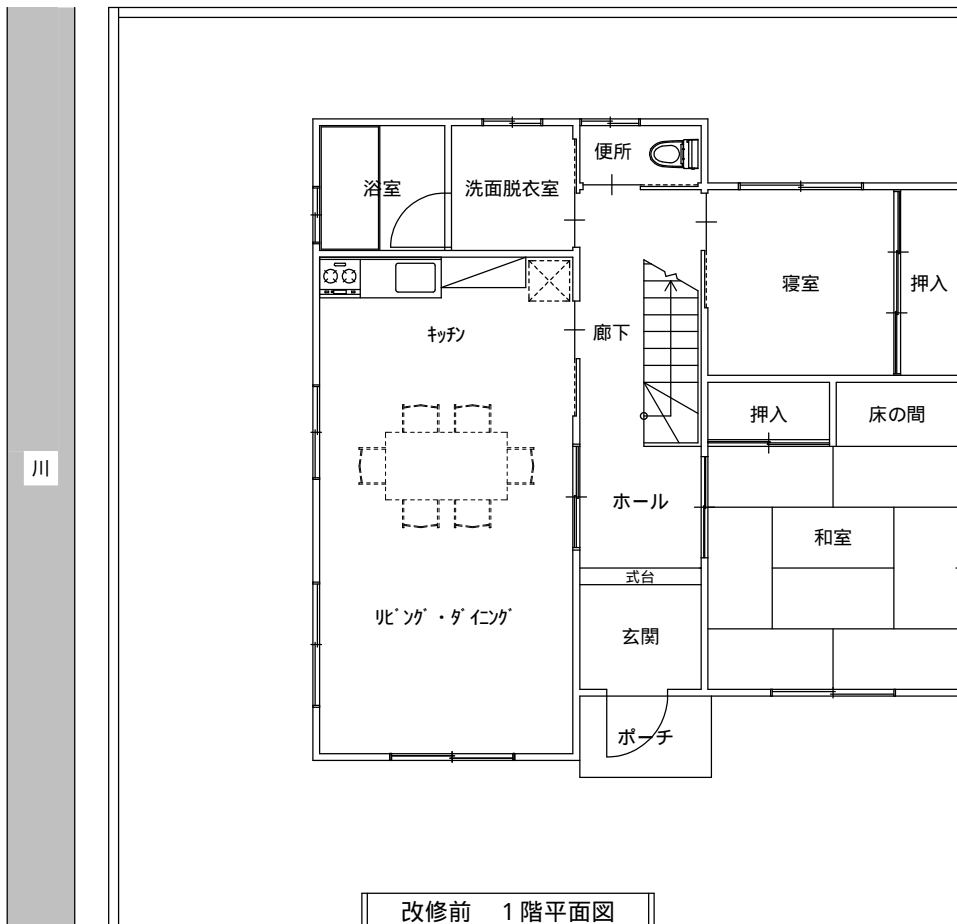 便所
浴室
洗面脱衣室
寝室
押入
キッチン
廊下
押入
床の間
川
ホール
和室
式台
リビング・ダイニング
玄関
ポーチ
改修前　１階平面図